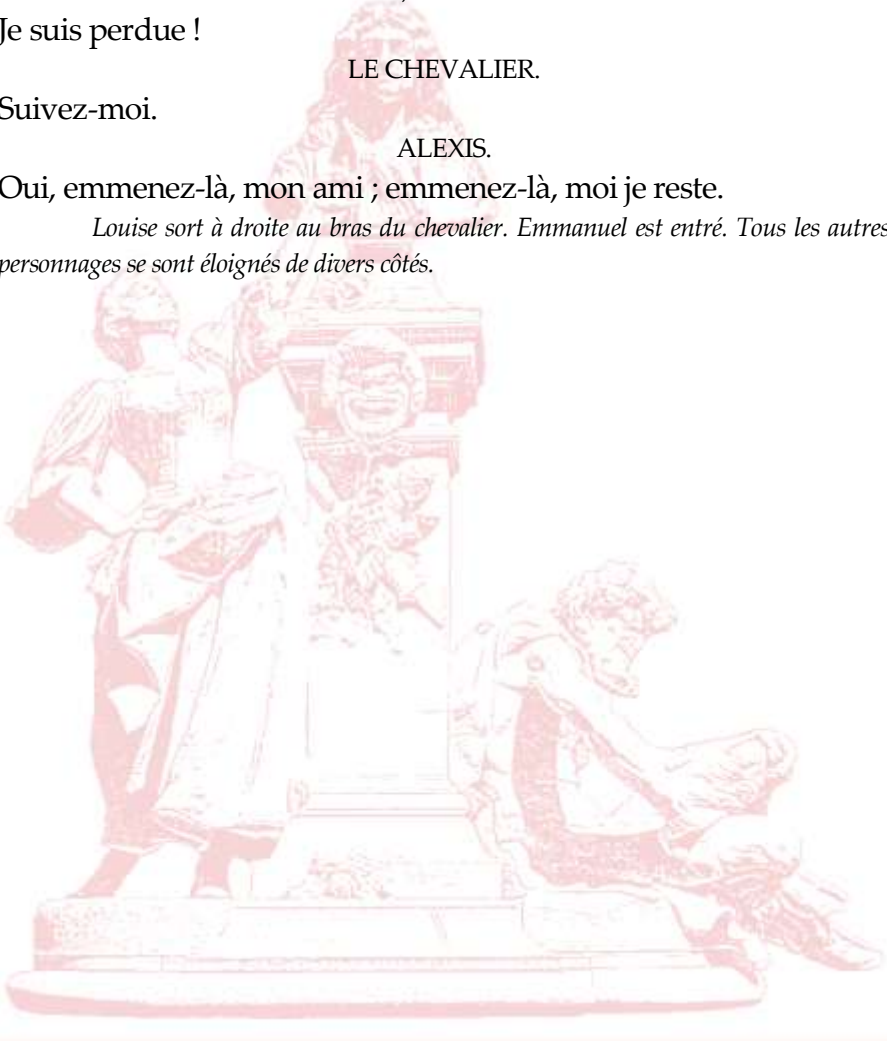 Je suis perdue !
LE CHEVALIER.
Suivez-moi.
ALEXIS.
Oui, emmenez-là, mon ami ; emmenez-là, moi je reste.
Louise sort à droite au bras du chevalier. Emmanuel est entré. Tous les autres
personnages se sont éloignés de divers côtés.